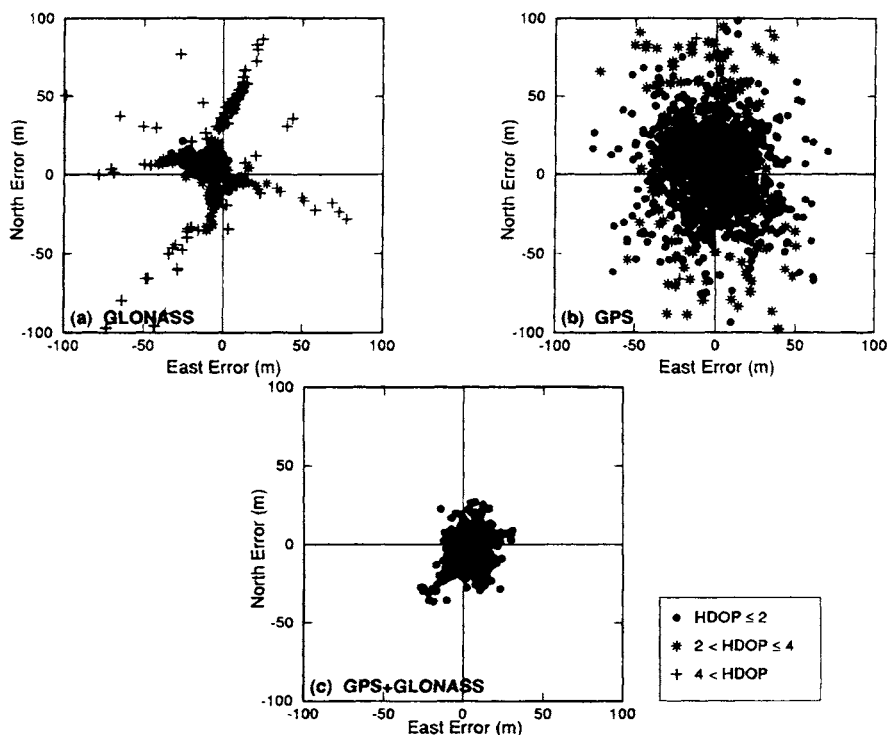 100
50
0
-50
-100
North Error (m)
(a) GLONASS
-100 -50 0 50 100
East Error (m)
100
50
0
-50
-100
North Error (m)
(b) GPS
-100 -50 0 50 100
East Error (m)
100
50
0
-50
-100
North Error (m)
(c) GPS+GLONASS
-100 -50 0 50 100
East Error (m)
HDOP ≤ 2
2 < HDOP ≤ 4
4 < HDOP